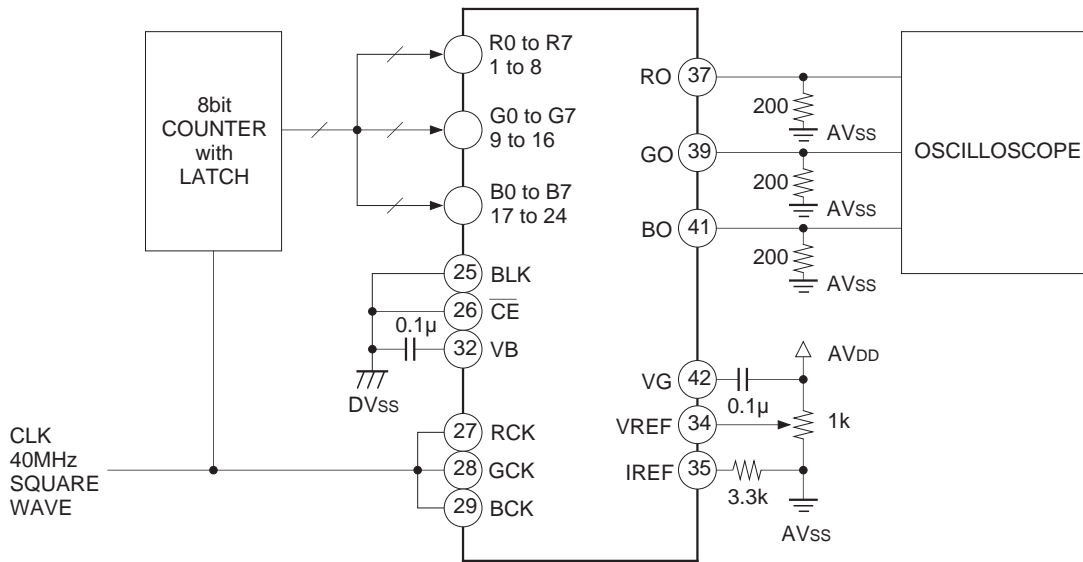 8bit
COUNTER
with
LATCH
R0 to R7
1 to 8
G0 to G7
9 to 16
B0 to B7
17 to 24
25 BLK
26 CE
0.1µ
32 VB
DVSS
27 RCK
28 GCK
29 BCK
CLK
40MHz
SQUARE
WAVE
RO 37
200
AVSS
GO 39
200
AVSS
BO 41
200
AVSS
OSCILLOSCOPE
AVDD
VG 42
0.1µ
1k
VREF 34
IREF 35
3.3k
AVSS